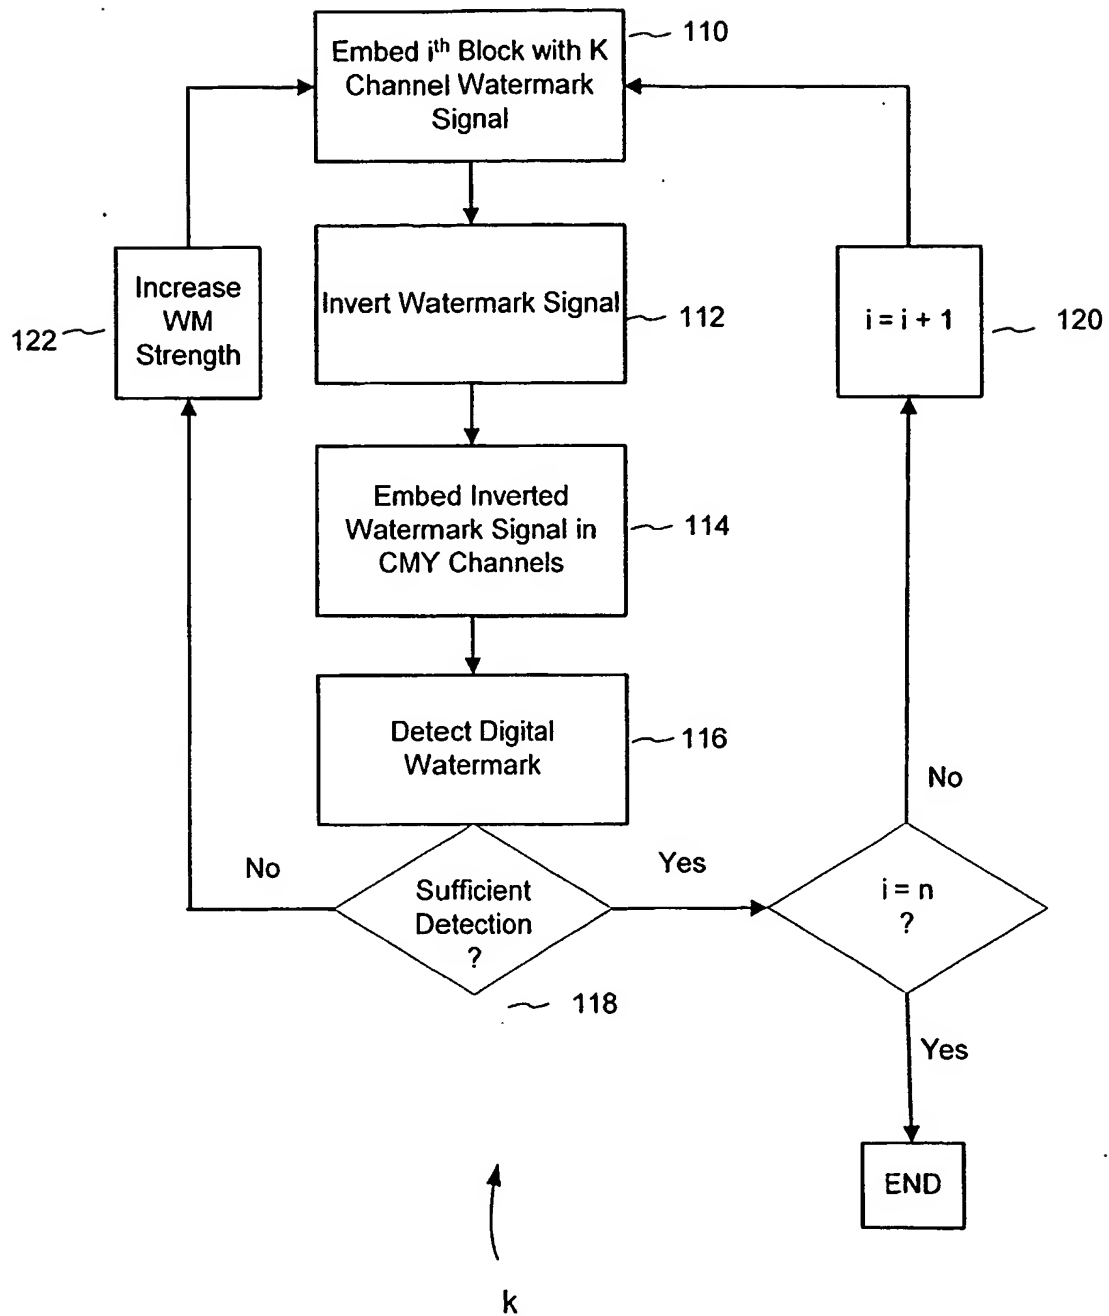 Embed iᵗʰ Block with K
Channel Watermark
Signal
110
Increase
WM
Strength
122
Invert Watermark Signal
112
i = i + 1
120
Embed Inverted
Watermark Signal in
CMY Channels
114
Detect Digital
Watermark
116
No
No
Sufficient
Detection
?
Yes
i = n
?
118
Yes
END
k